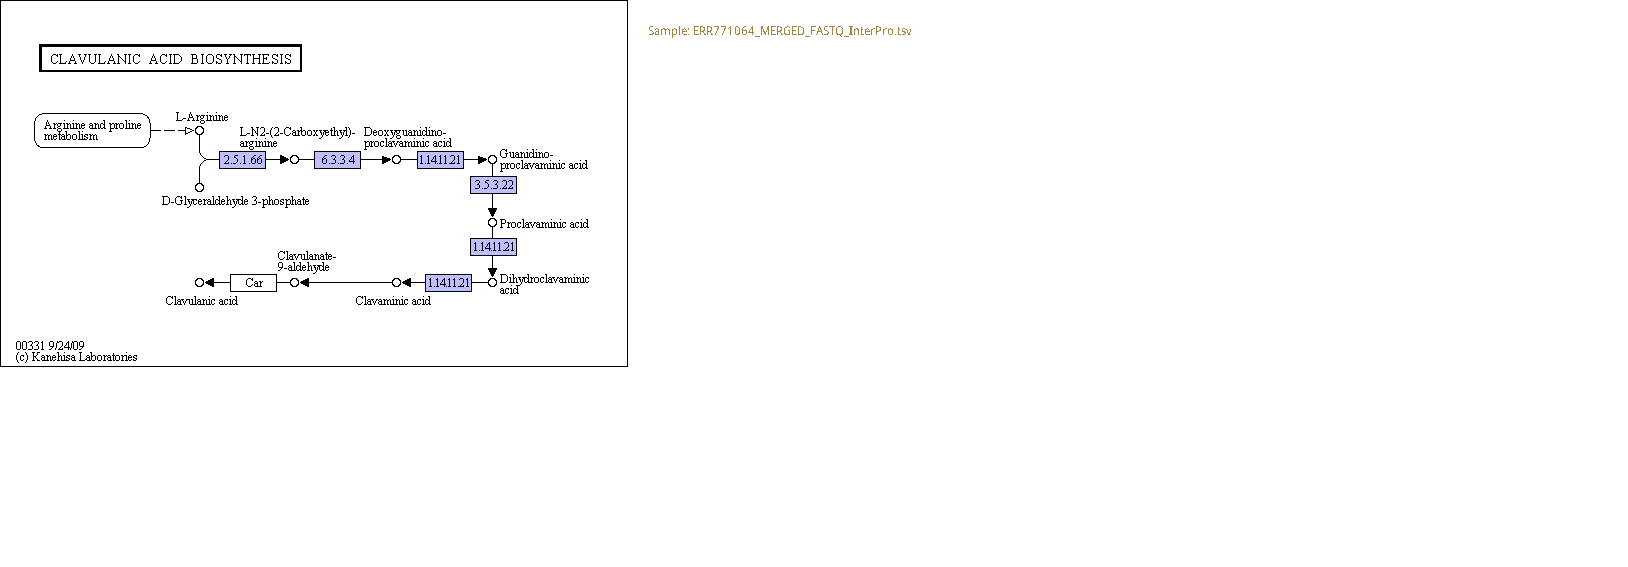 Sample: ERR771064_MERGED_FASTQ_InterPro.tsv
CLAVULANIC ACID BIOSYNTHESIS
Arginine and proline
metabolism
L-Arginine
L-N2-(2-Carboxyethyl)-
arginine
Deoxyguanidino-
proclavaminic acid
2.5.1.66
6.3.3.4
1.14.11.21
Guanidino-
proclavaminic acid
3.5.3.22
D-Glyceraldehyde 3-phosphate
Proclavaminic acid
1.14.11.21
Clavulanate-
9-aldehyde
Car
1.14.11.21
Dihydroclavaminic
acid
Clavulanic acid
Clavaminic acid
00331 9/24/09
(c) Kanehisa Laboratories